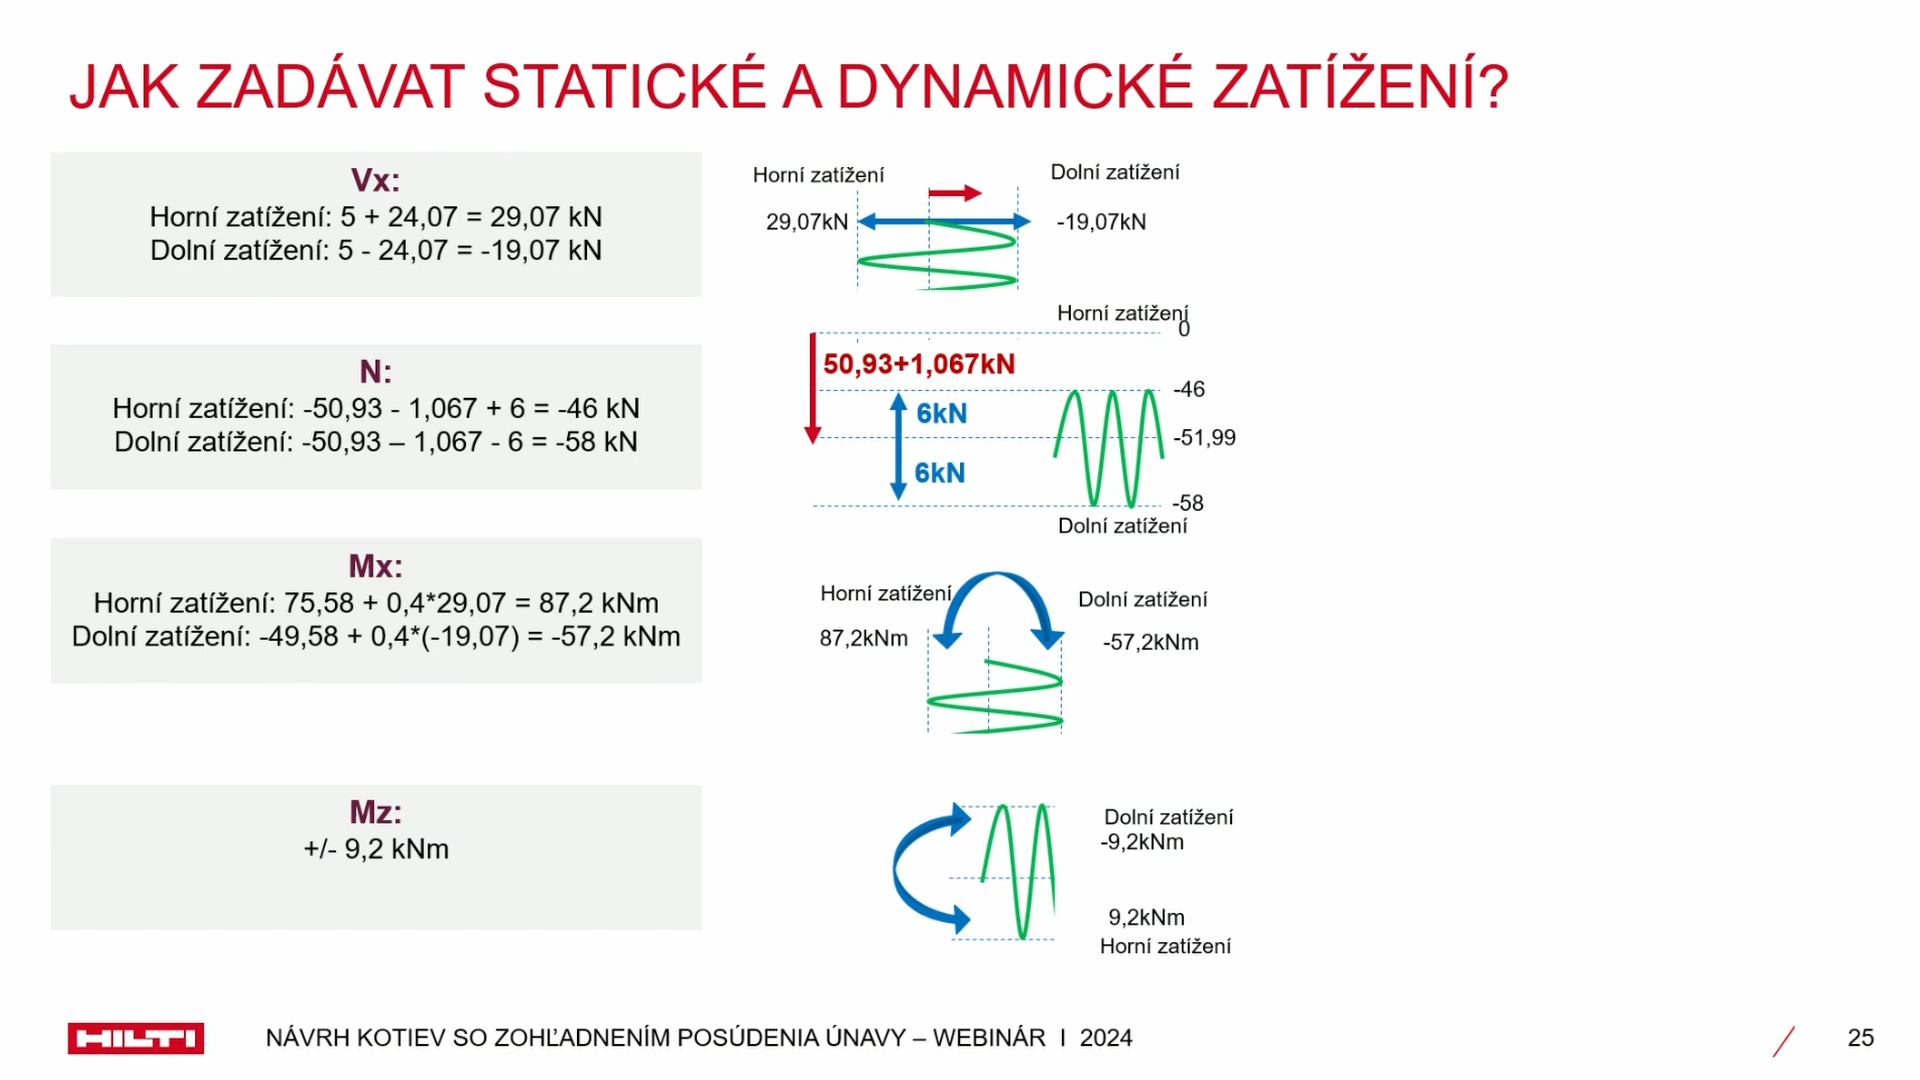 JAK ZADÁVAT STATICKÉ A DYNAMICKÉ ZATÍŽENÍ?
Vx:
Horní zatížení: 5 + 24,07 = 29,07 kN
Dolní zatížení: 5 - 24,07 = -19,07 kN
Horní zatížení
Dolní zatížení
29,07kN
-19,07kN
N:
Horní zatížení: -50,93 - 1,067 + 6 = -46 kN
Dolní zatížení: -50,93 – 1,067 - 6 = -58 kN
Horní zatížení
0
50,93+1,067kN
-46
6kN
-51,99
6kN
-58
Dolní zatížení
Mx:
Horní zatížení: 75,58 + 0,4*29,07 = 87,2 kNm
Dolní zatížení: -49,58 + 0,4*(-19,07) = -57,2 kNm
Horní zatížení
Dolní zatížení
87,2kNm
-57,2kNm
Mz:
+/- 9,2 kNm
Dolní zatížení
-9,2kNm
9,2kNm
Horní zatížení
HILTI
NÁVRH KOTIEV SO ZOHĽADNENÍM POSÚDENIA ÚNAVY – WEBINÁR I 2024
25